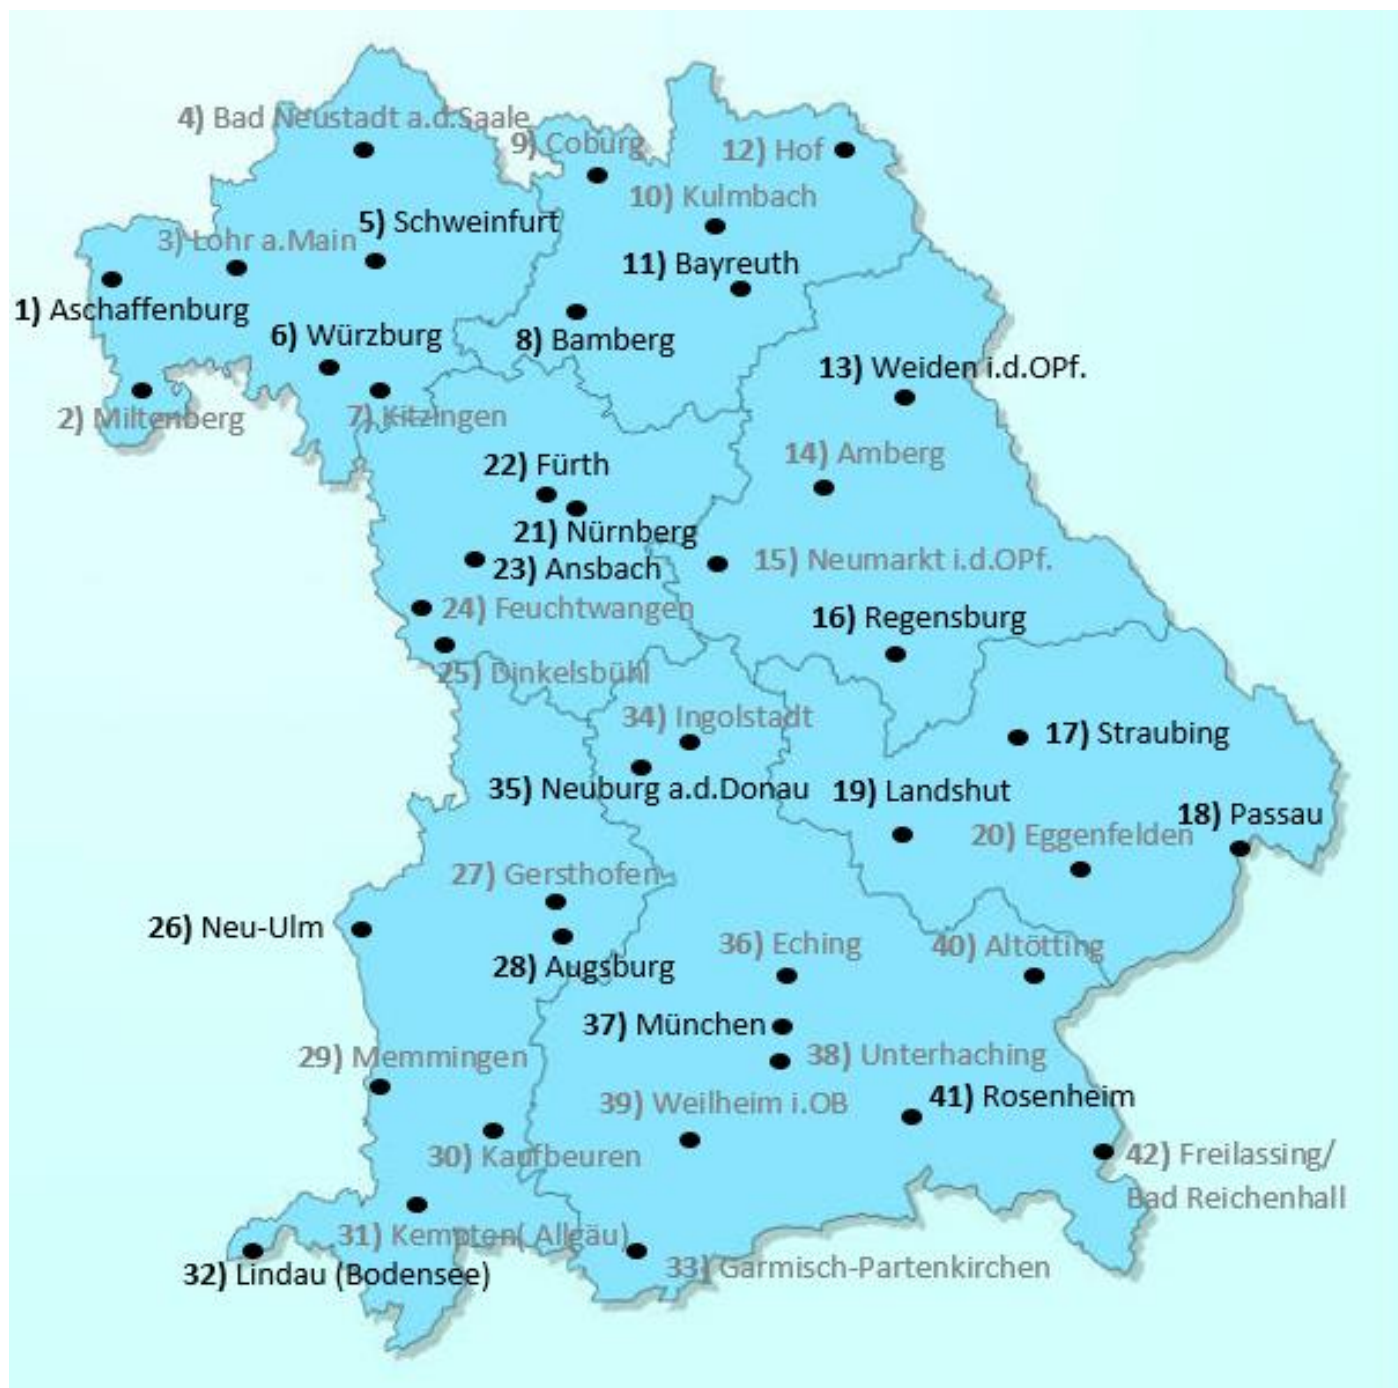 4) Bad Neustadt a.d.Saale
9) Coburg
12) Hof
10) Kulmbach
5) Schweinfurt
3) Lohr a.Main
11) Bayreuth
1) Aschaffenburg
6) Würzburg
8) Bamberg
13) Weiden i.d.OPf.
2) Miltenberg
7) Kitzingen
14) Amberg
22) Fürth
21) Nürnberg
15) Neumarkt i.d.OPf.
23) Ansbach
24) Feuchtwangen
16) Regensburg
25) Dinkelsbühl
34) Ingolstadt
17) Straubing
35) Neuburg a.d.Donau
19) Landshut
18) Passau
20) Eggenfelden
27) Gersthofen
26) Neu-Ulm
36) Eching
40) Altötting
28) Augsburg
37) München
29) Memmingen
38) Unterhaching
39) Weilheim i.OB
41) Rosenheim
30) Kaufbeuren
42) Freilassing/
Bad Reichenhall
31) Kempten( Allgäu)
33) Garmisch-Partenkirchen
32) Lindau (Bodensee)